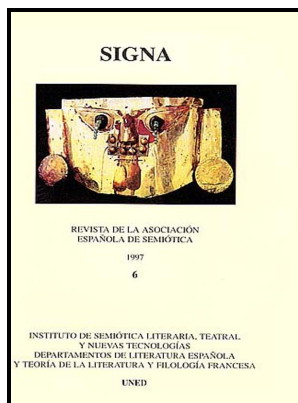 SIGNA
REVISTA DE LA ASOCIACIÓN
ESPAÑOLA DE SEMIÓTICA
1997
6
INSTITUTO DE SEMIÓTICA LITERARIA, TEATRAL
Y NUEVAS TECNOLOGÍAS
DEPARTAMENTOS DE LITERATURA ESPAÑOLA
Y TEORÍA DE LA LITERATURA Y FILOLOGÍA FRANCESA
UNED